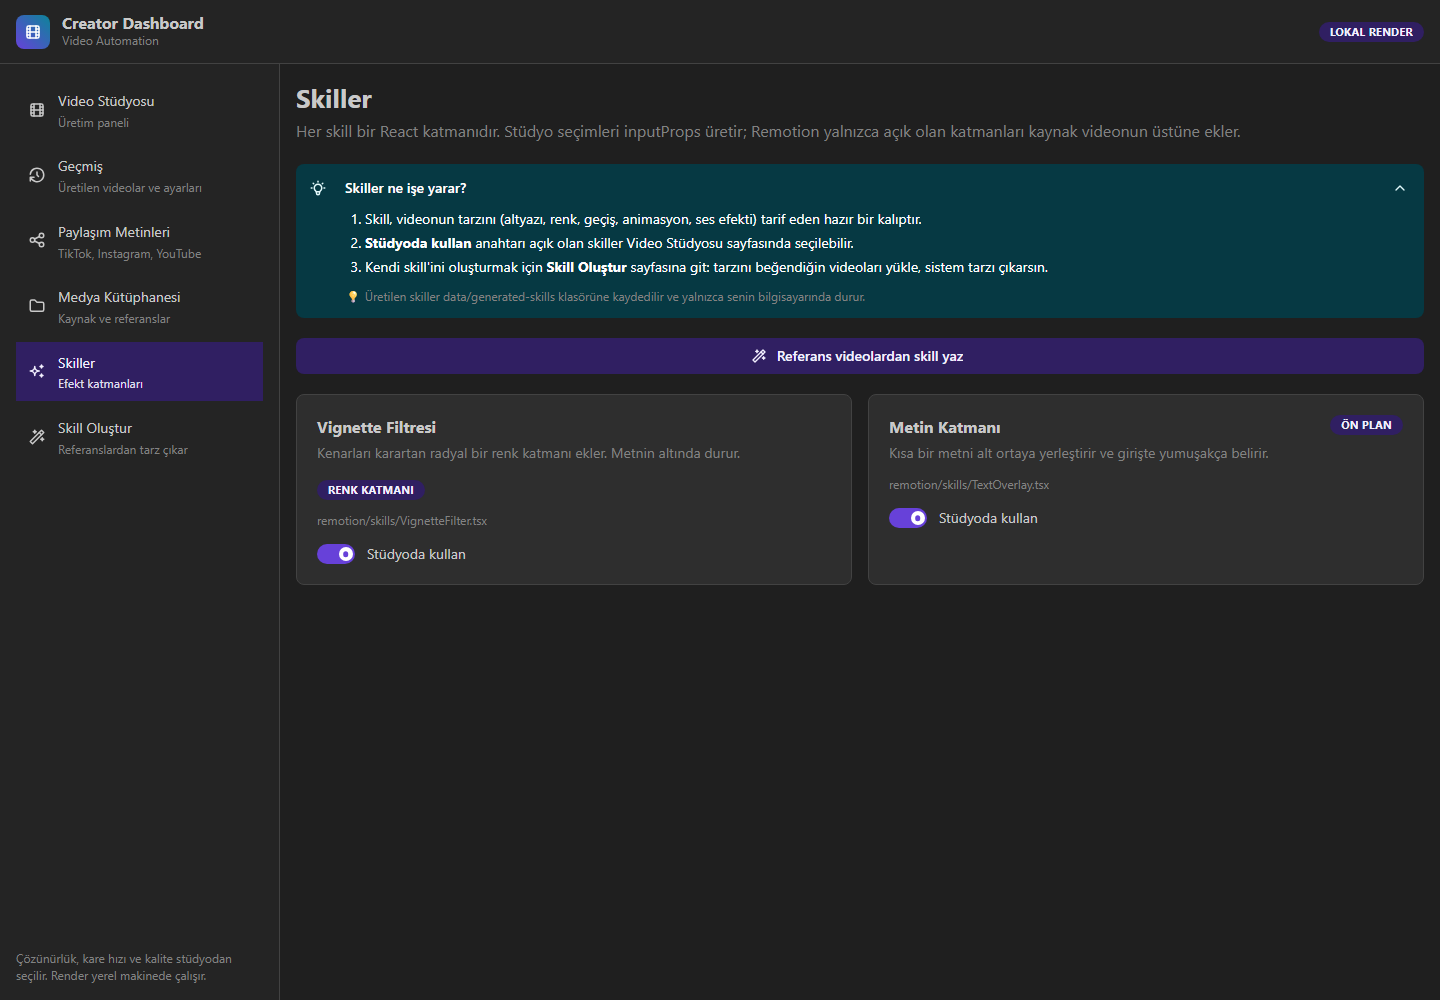 Creator Dashboard
Video Automation
LOKAL RENDER
Video Stüdyosu
Üretim paneli
Geçmiş
Üretilen videolar ve ayarları
Paylaşım Metinleri
TikTok, Instagram, YouTube
Medya Kütüphanesi
Kaynak ve referanslar
Skiller
Efekt katmanları
Skill Oluştur
Referanslardan tarz çıkar
Çözünürlük, kare hızı ve kalite stüdyodan
seçilir. Render yerel makinede çalışır.
Skiller
Her skill bir React katmanıdır. Stüdyo seçimleri inputProps üretir; Remotion yalnızca açık olan katmanları kaynak videonun üstüne ekler.
Skiller ne işe yarar?
1. Skill, videonun tarzını (altyazı, renk, geçiş, animasyon, ses efekti) tarif eden hazır bir kalıptır.
2. Stüdyoda kullan anahtarı açık olan skiller Video Stüdyosu sayfasında seçilebilir.
3. Kendi skill'ini oluşturmak için Skill Oluştur sayfasına git: tarzını beğendiğin videoları yükle, sistem tarzı çıkarsın.
Üretilen skiller data/generated-skills klasörüne kaydedilir ve yalnızca senin bilgisayarında durur.
Referans videolardan skill yaz
Vignette Filtresi
Kenarları karartan radyal bir renk katmanı ekler. Metnin altında durur.
RENK KATMANI
remotion/skills/VignetteFilter.tsx
Stüdyoda kullan
Metin Katmanı
ÖN PLAN
Kısa bir metni alt ortaya yerleştirir ve girişte yumuşakça belirir.
remotion/skills/TextOverlay.tsx
Stüdyoda kullan